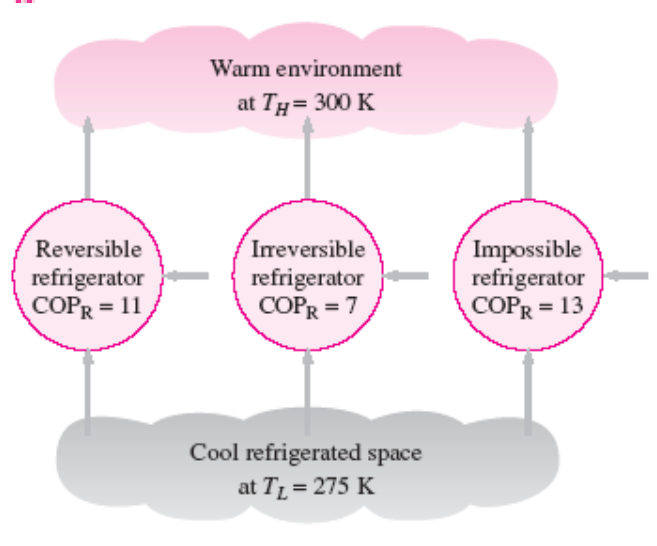 Warm environment
at T_H = 300 K
Reversible
refrigerator
COP_R = 11
Irreversible
refrigerator
COP_R = 7
Impossible
refrigerator
COP_R = 13
Cool refrigerated space
at T_L = 275 K